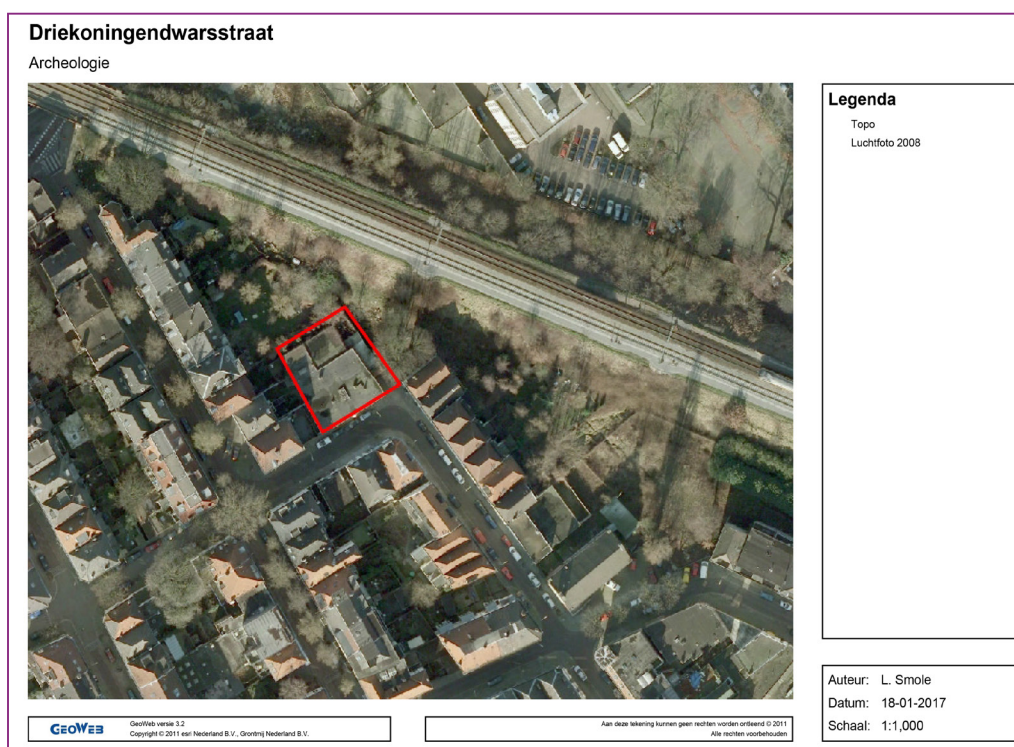 Driekoningendwarsstraat
Archeologie
Legenda
Topo
Luchtfoto 2008
Auteur: L. Smole
Datum: 18-01-2017
Schaal: 1:1,000
GEOWEB
GeoWeb versie 3.2
Copyright © 2011 esri Nederland B.V., Grontmij Nederland B.V.
Aan deze tekening kunnen geen rechten worden ontleend © 2011
Alle rechten voorbehouden